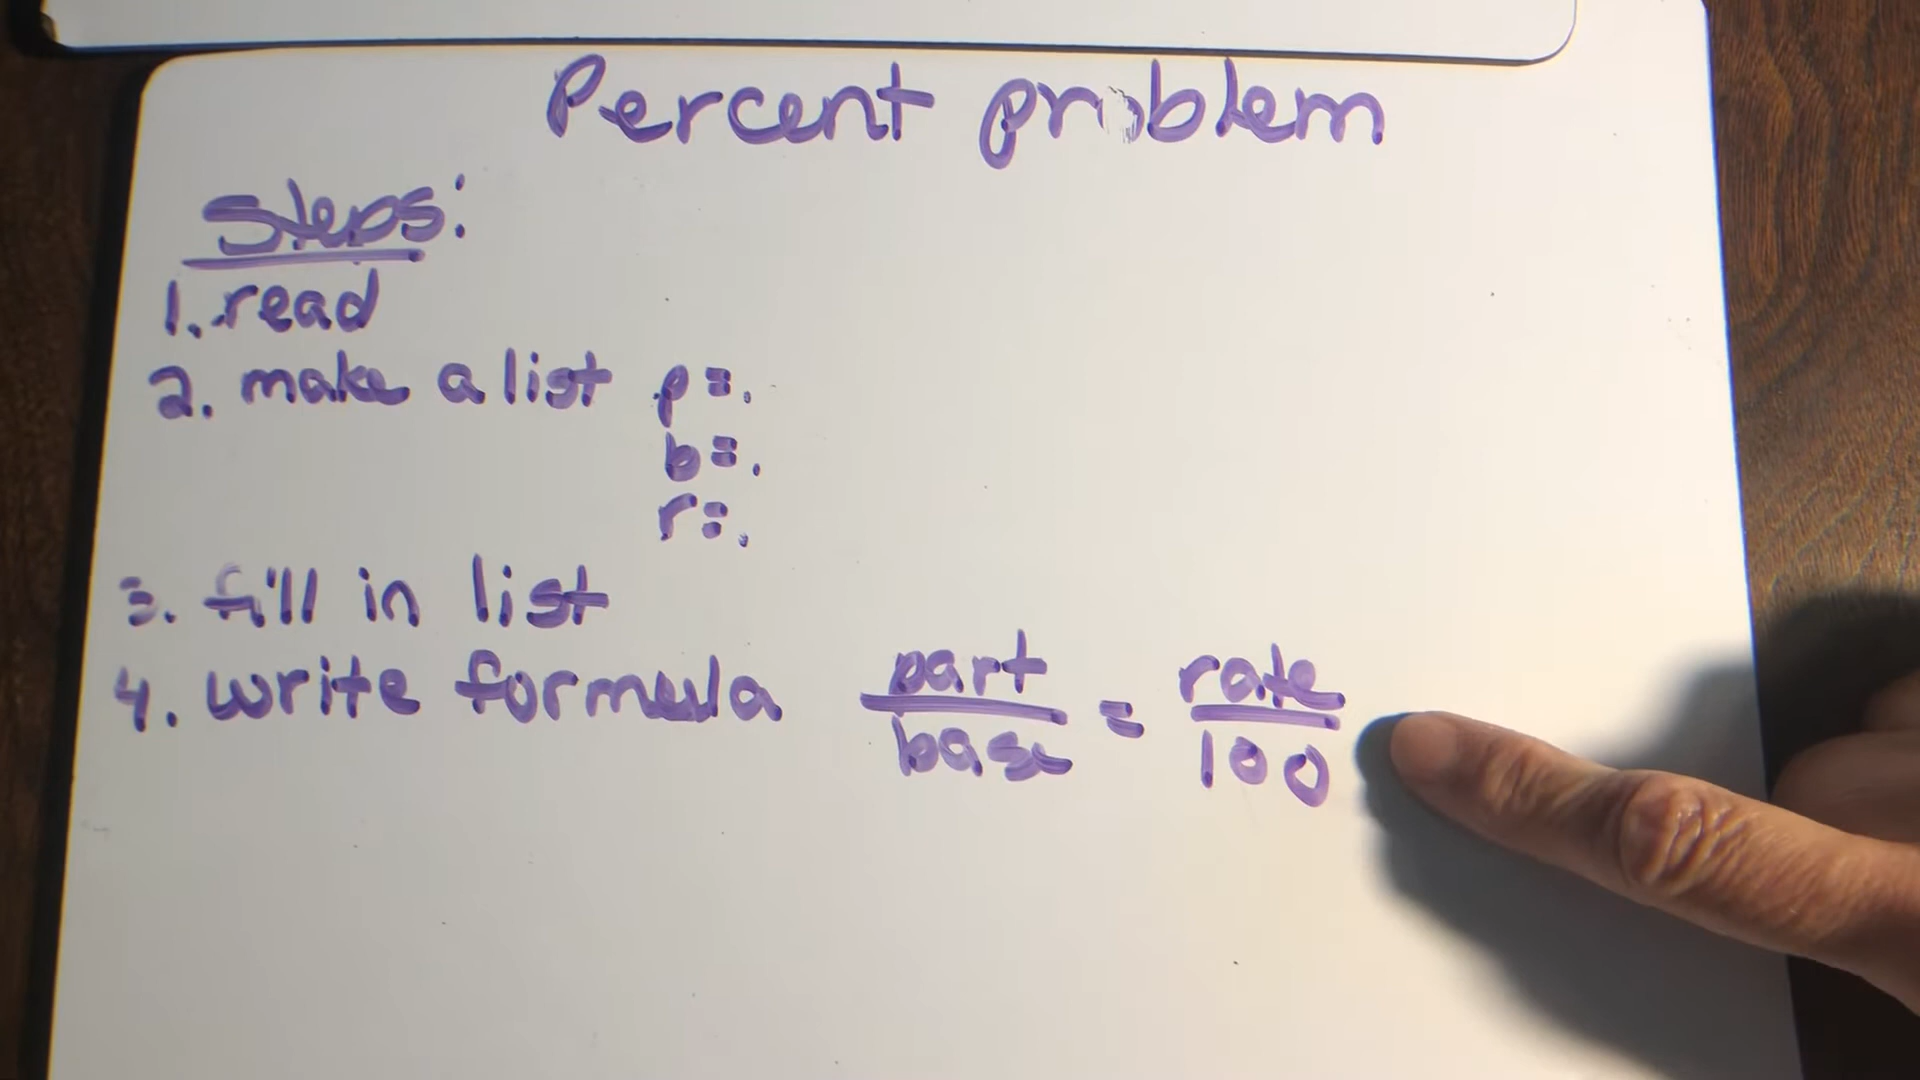 Percent problem
Steps:
1. read
2. make a list p=.
b=.
r=.
3. fill in list
4. write formula part/base = rate/100